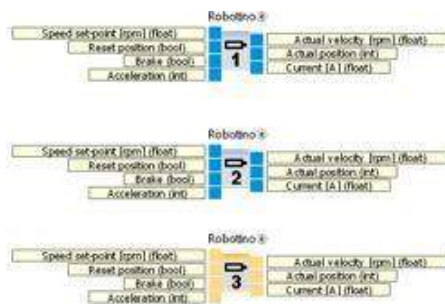 Robotino
Speed set-point [rpm] (float)
Reset position (bool)
Brake (bool)
Acceleration (int)
1
Actual velocity [rpm] (float)
Actual position (int)
Current [A] (float)
Robotino
Speed set-point [rpm] (float)
Reset position (bool)
Brake (bool)
Acceleration (int)
2
Actual velocity [rpm] (float)
Actual position (int)
Current [A] (float)
Robotino
Speed set-point [rpm] (float)
Reset position (bool)
Brake (bool)
Acceleration (int)
3
Actual velocity [rpm] (float)
Actual position (int)
Current [A] (float)